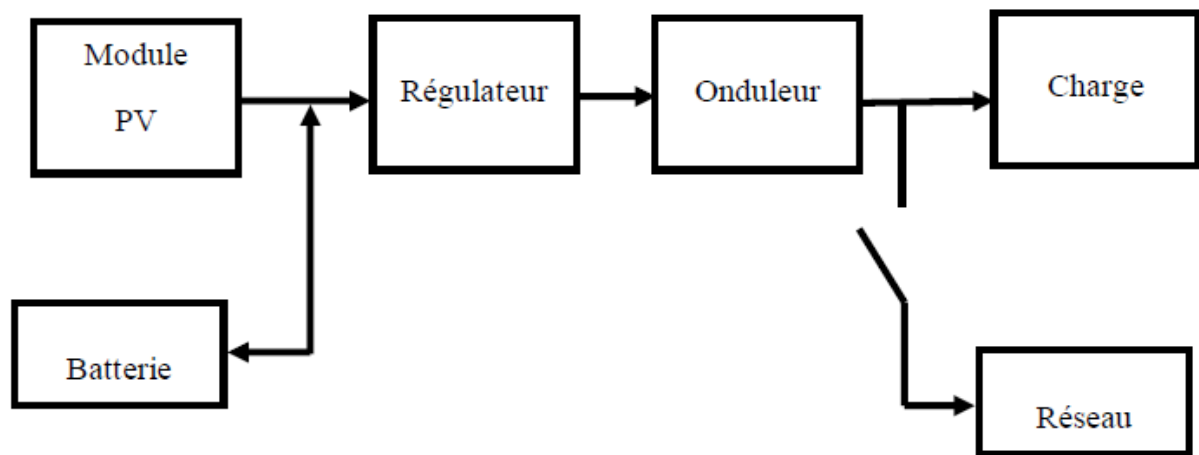 Module
PV
Régulateur
Onduleur
Charge
Batterie
Réseau